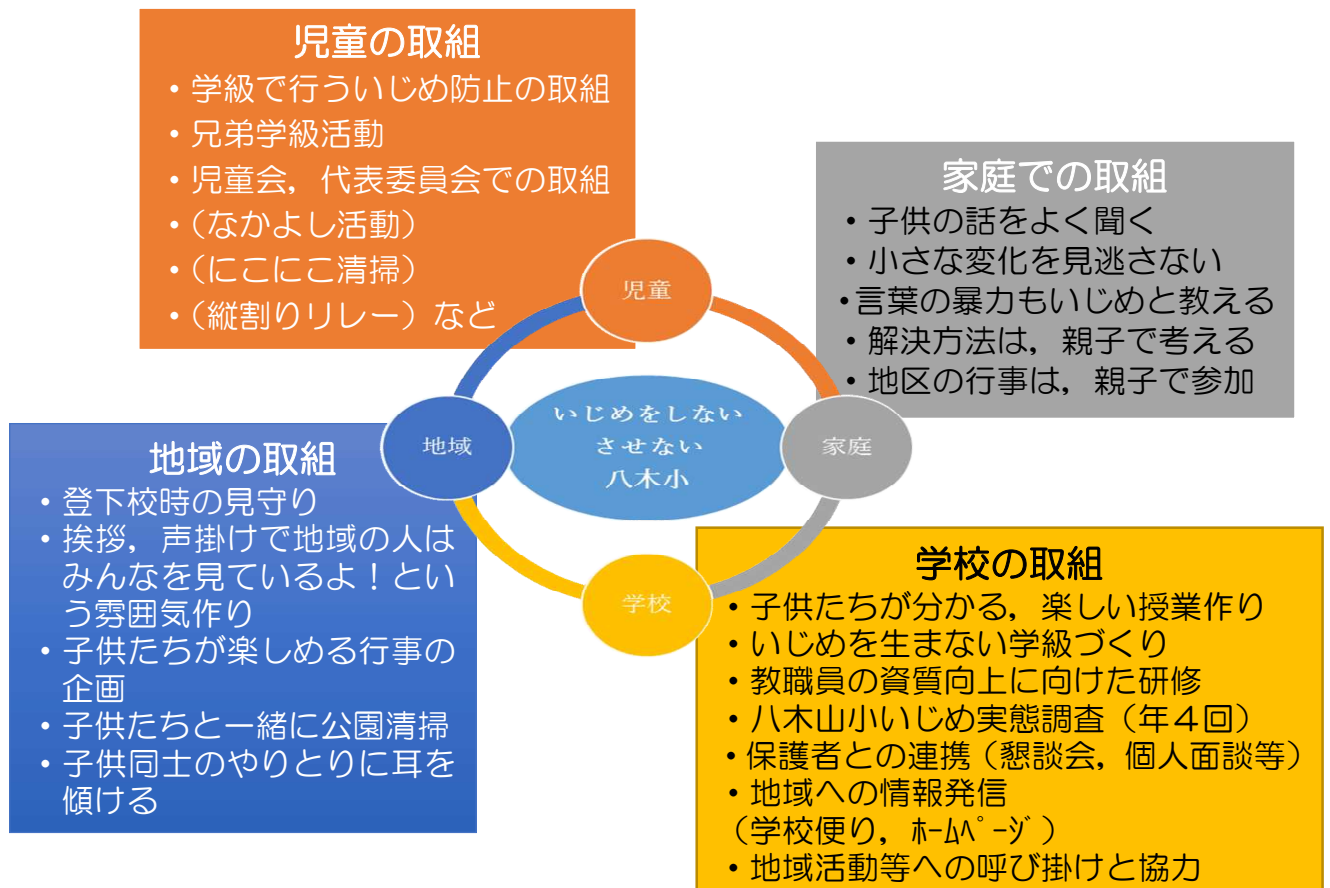 児童の取組
・学級で行ういじめ防止の取組
・兄弟学級活動
・児童会，代表委員会での取組
・（なかよし活動）
・（にこにこ清掃）
・（縦割りリレー）など
家庭での取組
・子供の話をよく聞く
・小さな変化を見逃さない
・言葉の暴力もいじめと教える
・解決方法は，親子で考える
・地区の行事は，親子で参加
児童
地域
いじめをしない
させない
八木小
家庭
学校
地域の取組
・登下校時の見守り
・挨拶，声掛けで地域の人は
みんなを見ているよ！とい
う雰囲気作り
・子供たちが楽しめる行事の
企画
・子供たちと一緒に公園清掃
・子供同士のやりとりに耳を
傾ける
学校の取組
・子供たちが分かる，楽しい授業作り
・いじめを生まない学級づくり
・教職員の資質向上に向けた研修
・八木山小いじめ実態調査（年４回）
・保護者との連携（懇談会，個人面談等）
・地域への情報発信
（学校便り，ﾎｰﾑﾍﾟｰｼﾞ）
・地域活動等への呼び掛けと協力